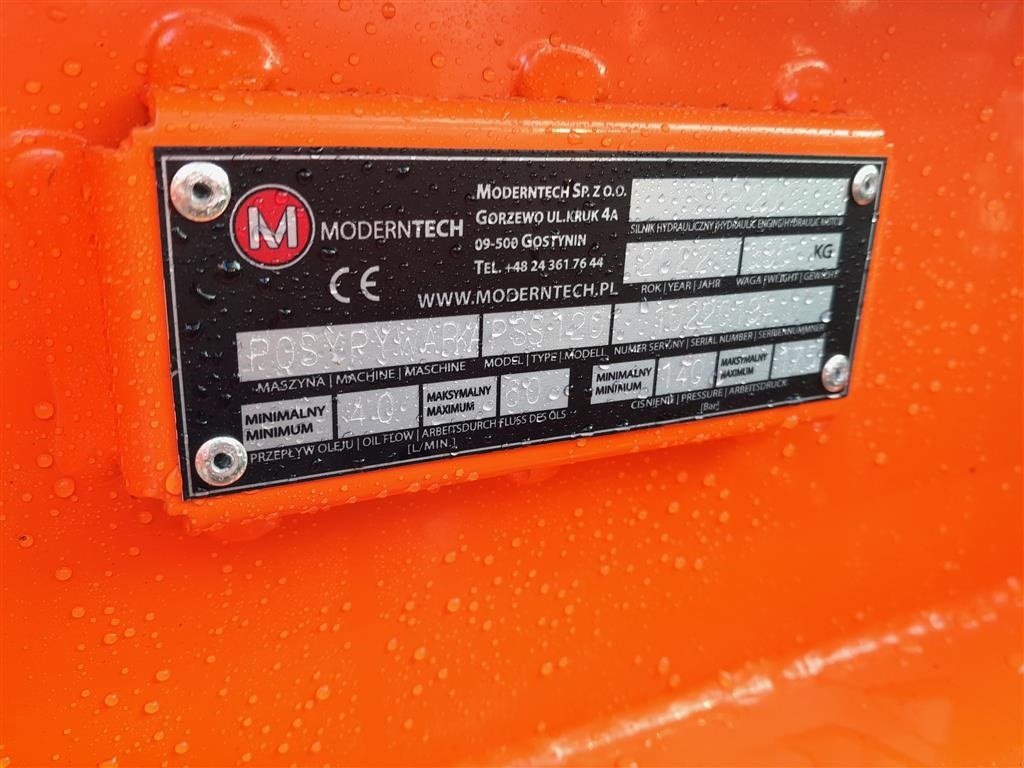 M MODERNTECH
CE
MODERNTECH SP. Z O.O.
GORZEWO UL.KRUK 4A
09-500 GOSTYNIN
TEL. +48 24 361 76 44
WWW.MODERNTECH.PL
SILNIK HYDRAULICZNY |HYDRAULIC ENGINE|HYDRAULIC MOTOR
2022 KG
ROK | YEAR | JAHR WAGA | WEIGHT | GEWICHT
POSYPYWARKA PSS120
MASZYNA | MACHINE | MASCHINE MODEL | TYPE | MODELL NUMER SERYJNY | SERIAL NUMBER | SERIENNUMMER
MINIMALNY MINIMUM 40 MAKSYMALNY MAXIMUM 60 MINIMALNY MINIMUM 140 MAKSYMALNY MAXIMUM
PRZEPŁYW OLEJU | OIL FLOW | ARBEITSDURCH FLUSS DES ÖLS CIŚNIENIE | PRESSURE | ARBEITSDRUCK
[L/MIN.] [Bar]